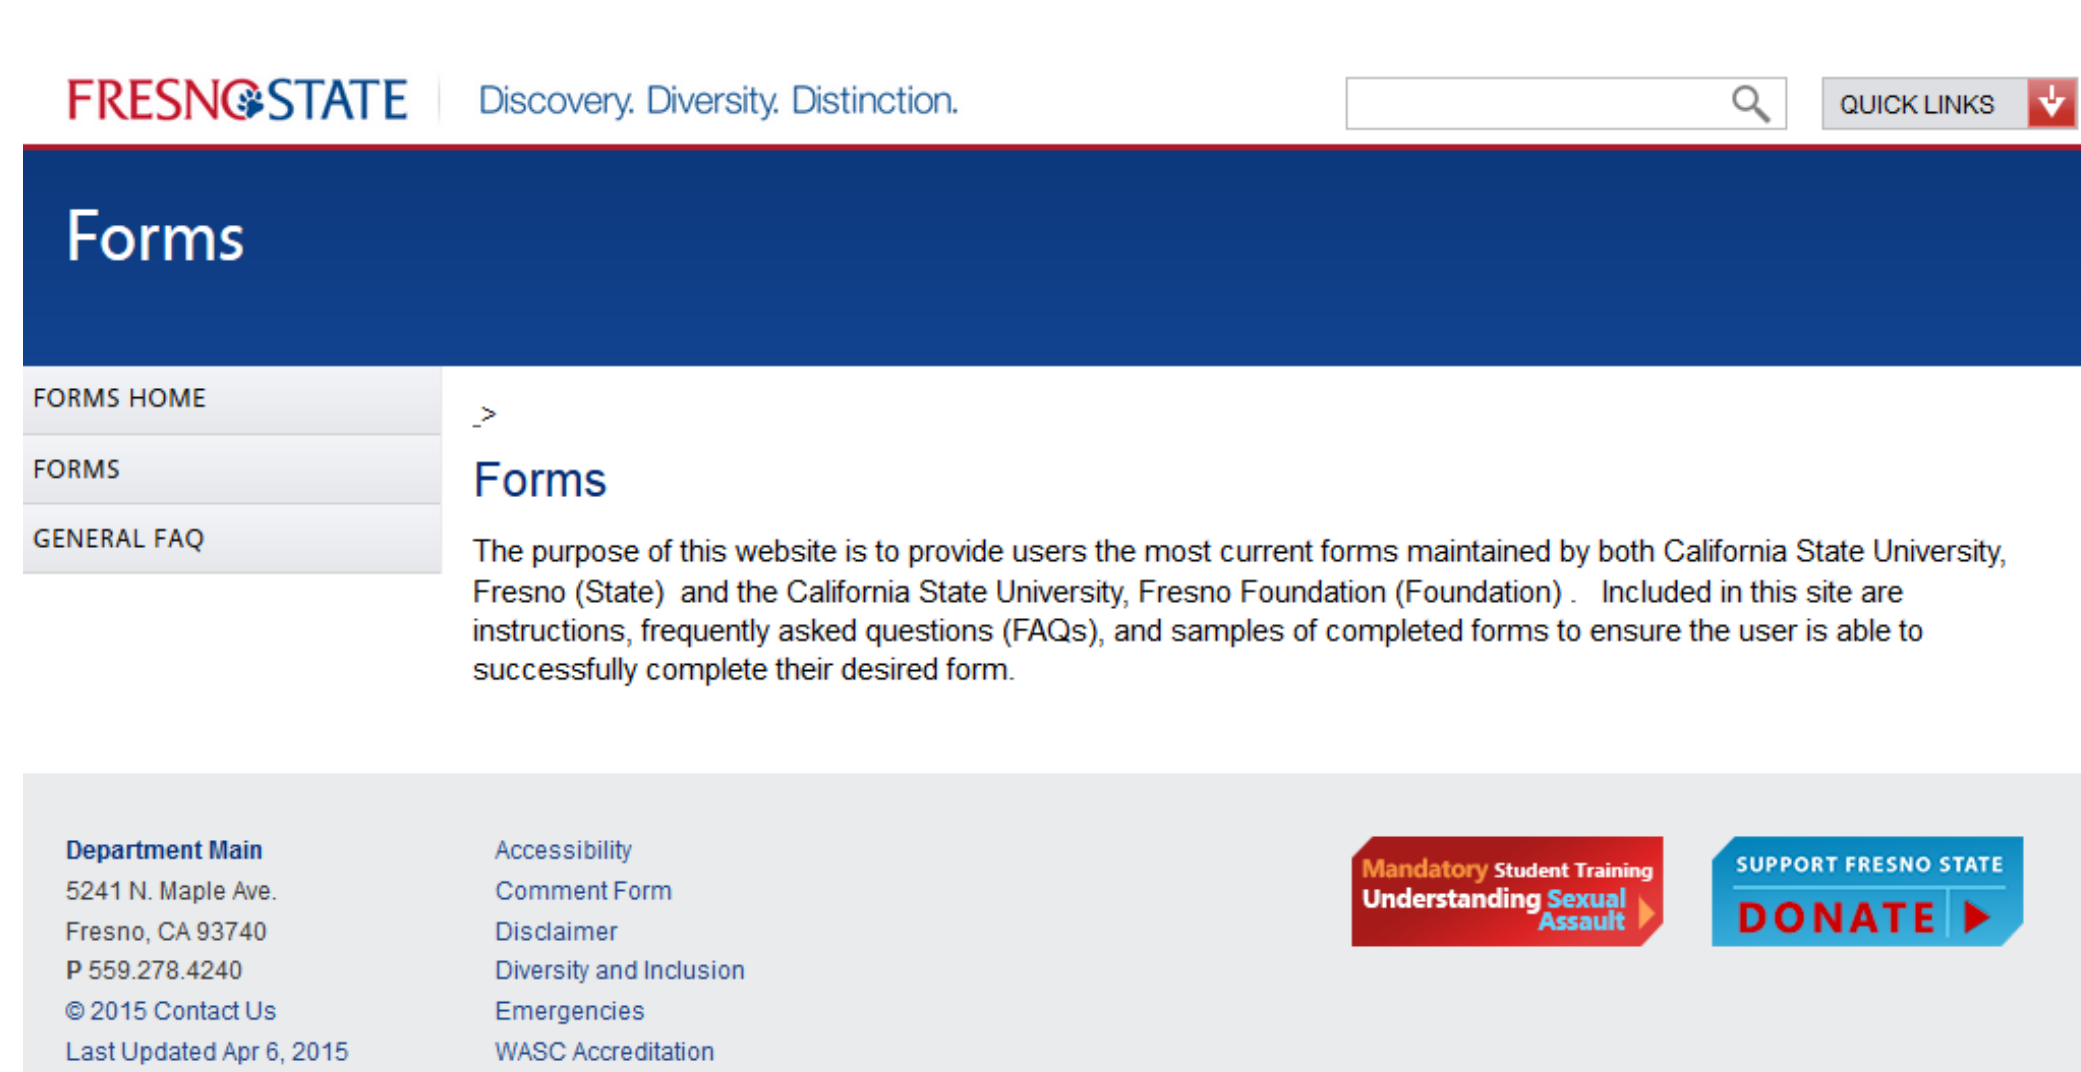 FRESNO STATE
Discovery. Diversity. Distinction.
QUICK LINKS
Forms
FORMS HOME
FORMS
GENERAL FAQ
_>
Forms
The purpose of this website is to provide users the most current forms maintained by both California State University,
Fresno (State)  and the California State University, Fresno Foundation (Foundation) .   Included in this site are
instructions, frequently asked questions (FAQs), and samples of completed forms to ensure the user is able to
successfully complete their desired form.
Department Main
5241 N. Maple Ave.
Fresno, CA 93740
P 559.278.4240
© 2015 Contact Us
Last Updated Apr 6, 2015
Accessibility
Comment Form
Disclaimer
Diversity and Inclusion
Emergencies
WASC Accreditation
Mandatory Student Training
Understanding Sexual
Assault
SUPPORT FRESNO STATE
DONATE